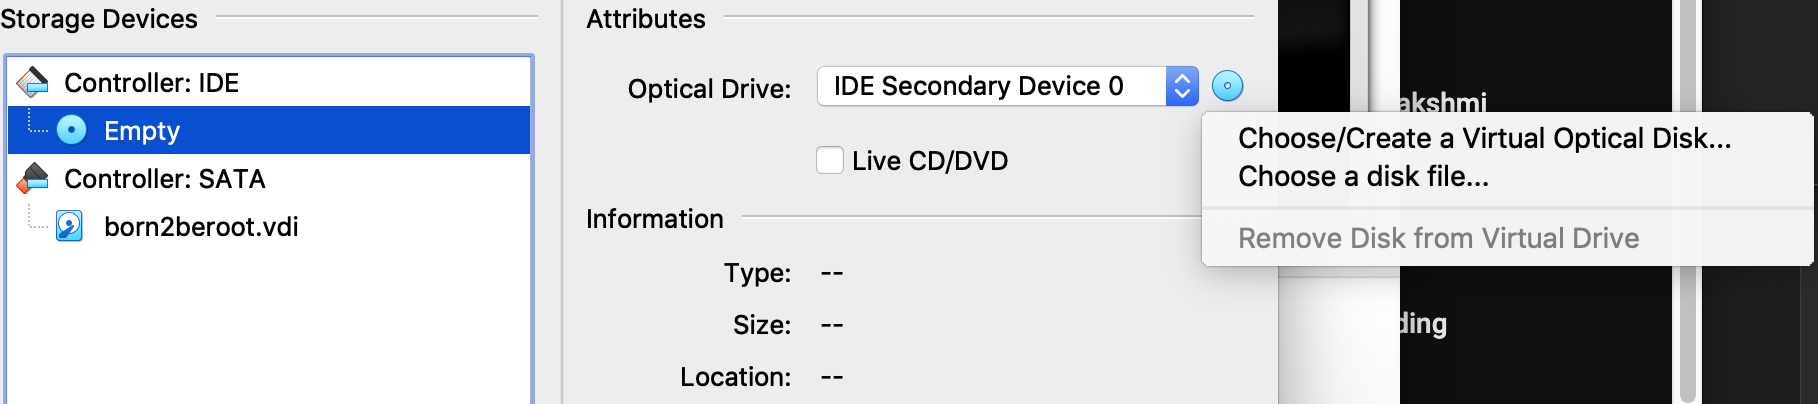 Storage Devices
Controller: IDE
Empty
Controller: SATA
born2beroot.vdi
Attributes
Optical Drive: IDE Secondary Device 0
Live CD/DVD
Information
Type: --
Size: --
Location: --
Choose/Create a Virtual Optical Disk...
Choose a disk file...
Remove Disk from Virtual Drive
akshmi
ding